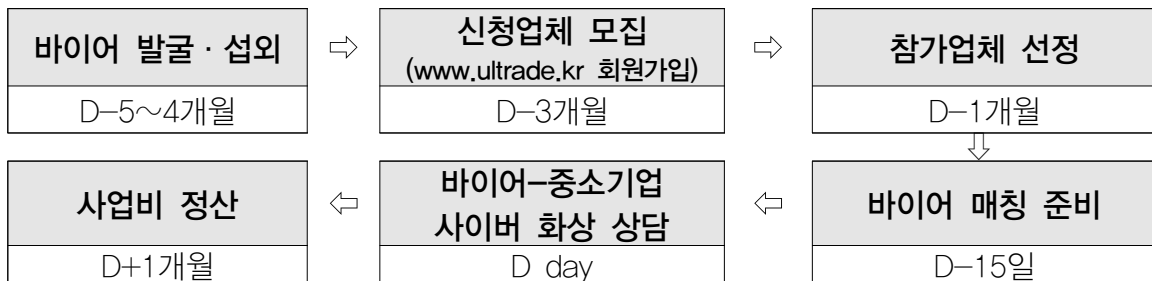 바이어 발굴·섭외
D-5~4개월
⇨
신청업체 모집
(www.ultrade.kr 회원가입)
D-3개월
⇨
참가업체 선정
D-1개월
⇩
바이어 매칭 준비
D-15일
⇦
바이어-중소기업
사이버 화상 상담
D day
⇦
사업비 정산
D+1개월